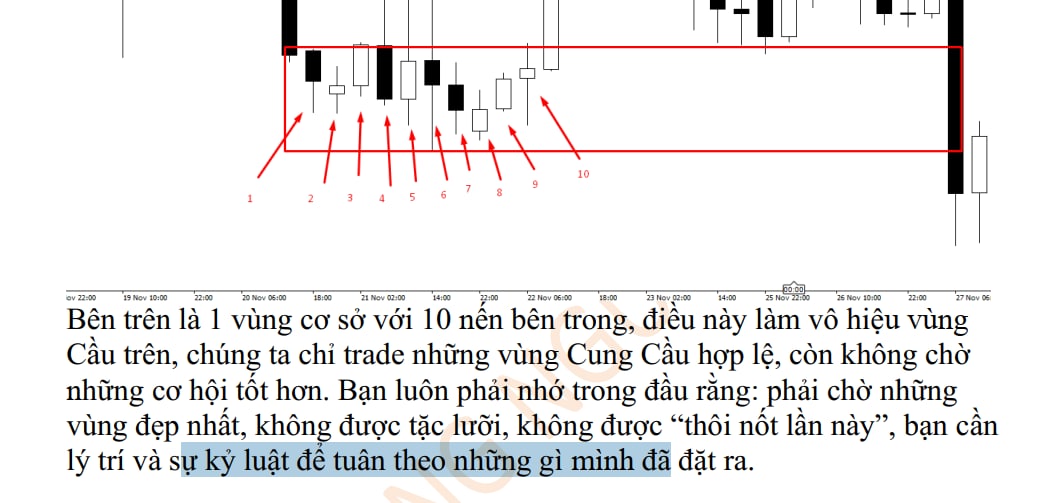 1
2
3
4
5
6
7
8
9
10
00:00
ov 22:00 19 Nov 10:00 22:00 20 Nov 06:00 18:00 21 Nov 02:00 14:00 22:00 22 Nov 06:00 18:00 23 Nov 02:00 14:00 25 Nov 22:00 26 Nov 10:00 22:00 27 Nov 06:
Bên trên là 1 vùng cơ sở với 10 nến bên trong, điều này làm vô hiệu vùng
Cầu trên, chúng ta chỉ trade những vùng Cung Cầu hợp lệ, còn không chờ
những cơ hội tốt hơn. Bạn luôn phải nhớ trong đầu rằng: phải chờ những
vùng đẹp nhất, không được tặc lưỡi, không được “thôi nốt lần này”, bạn cần
lý trí và sự kỷ luật để tuân theo những gì mình đã đặt ra.